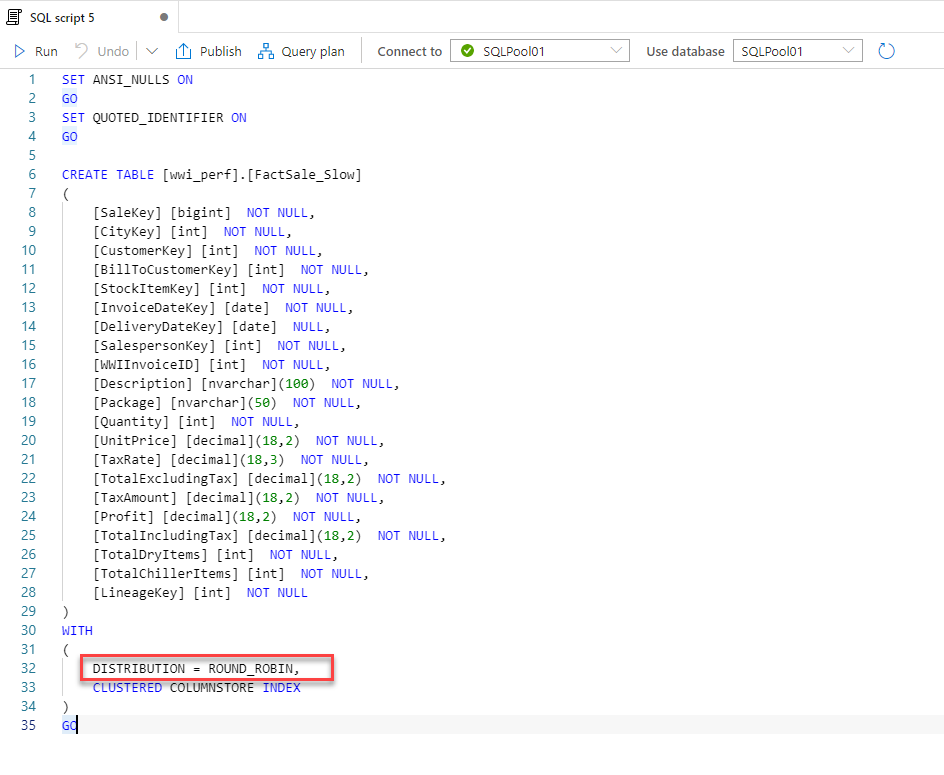 SQL script 5
Run Undo Publish Query plan Connect to SQLPool01 Use database SQLPool01
1 SET ANSI_NULLS ON
2 GO
3 SET QUOTED_IDENTIFIER ON
4 GO
5
6 CREATE TABLE [wwi_perf].[FactSale_Slow]
7 (
8 [SaleKey] [bigint]  NOT NULL,
9 [CityKey] [int]  NOT NULL,
10 [CustomerKey] [int]  NOT NULL,
11 [BillToCustomerKey] [int]  NOT NULL,
12 [StockItemKey] [int]  NOT NULL,
13 [InvoiceDateKey] [date]  NOT NULL,
14 [DeliveryDateKey] [date]  NULL,
15 [SalespersonKey] [int]  NOT NULL,
16 [WWIInvoiceID] [int]  NOT NULL,
17 [Description] [nvarchar](100)  NOT NULL,
18 [Package] [nvarchar](50)  NOT NULL,
19 [Quantity] [int]  NOT NULL,
20 [UnitPrice] [decimal](18,2)  NOT NULL,
21 [TaxRate] [decimal](18,3)  NOT NULL,
22 [TotalExcludingTax] [decimal](18,2)  NOT NULL,
23 [TaxAmount] [decimal](18,2)  NOT NULL,
24 [Profit] [decimal](18,2)  NOT NULL,
25 [TotalIncludingTax] [decimal](18,2)  NOT NULL,
26 [TotalDryItems] [int]  NOT NULL,
27 [TotalChillerItems] [int]  NOT NULL,
28 [LineageKey] [int]  NOT NULL
29 )
30 WITH
31 (
32 DISTRIBUTION = ROUND_ROBIN,
33 CLUSTERED COLUMNSTORE INDEX
34 )
35 GO